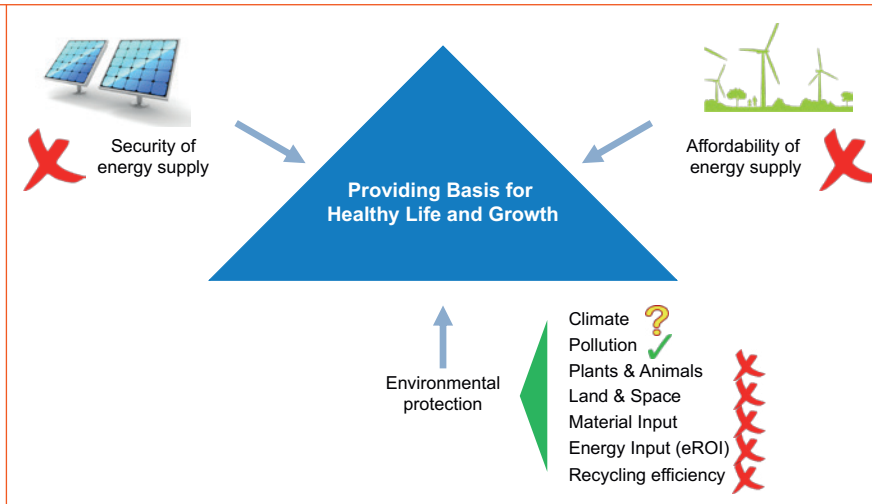 Security of
energy supply
Affordability of
energy supply
Providing Basis for
Healthy Life and Growth
Environmental
protection
Climate
Pollution
Plants & Animals
Land & Space
Material Input
Energy Input (eROI)
Recycling efficiency